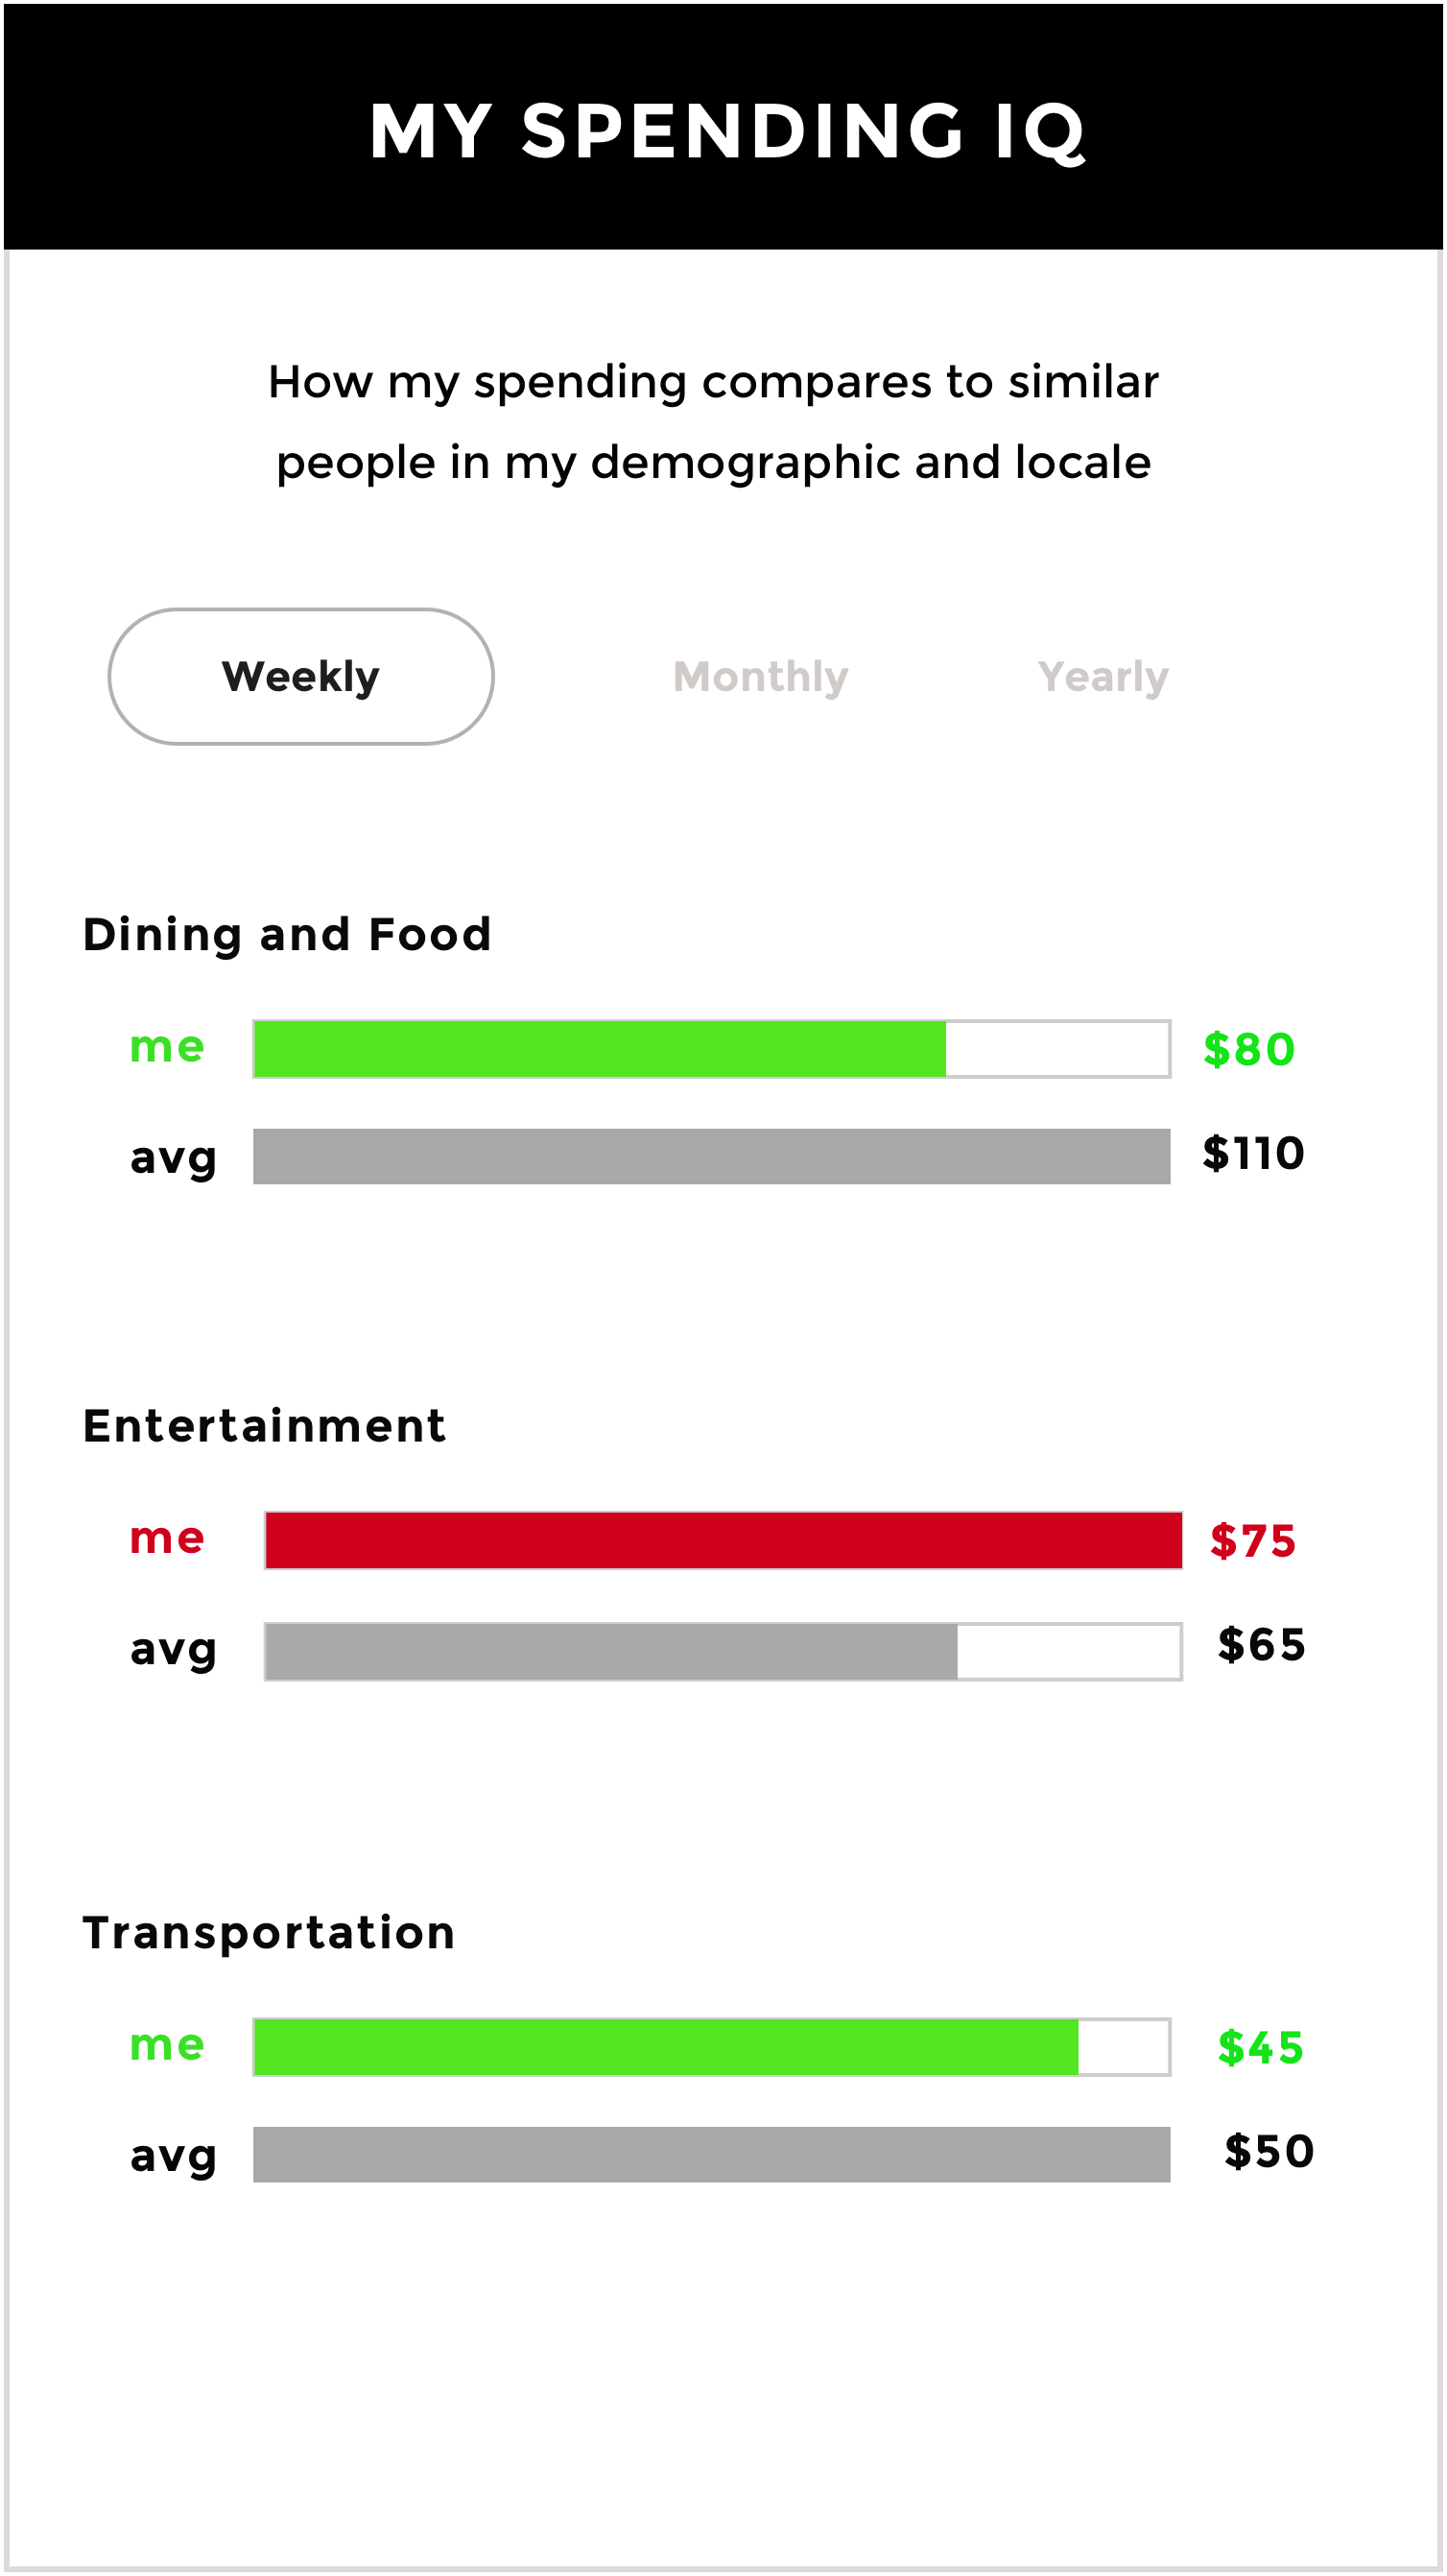 MY SPENDING IQ
How my spending compares to similar
people in my demographic and locale
Weekly Monthly Yearly
Dining and Food
me $80
avg $110
Entertainment
me $75
avg $65
Transportation
me $45
avg $50